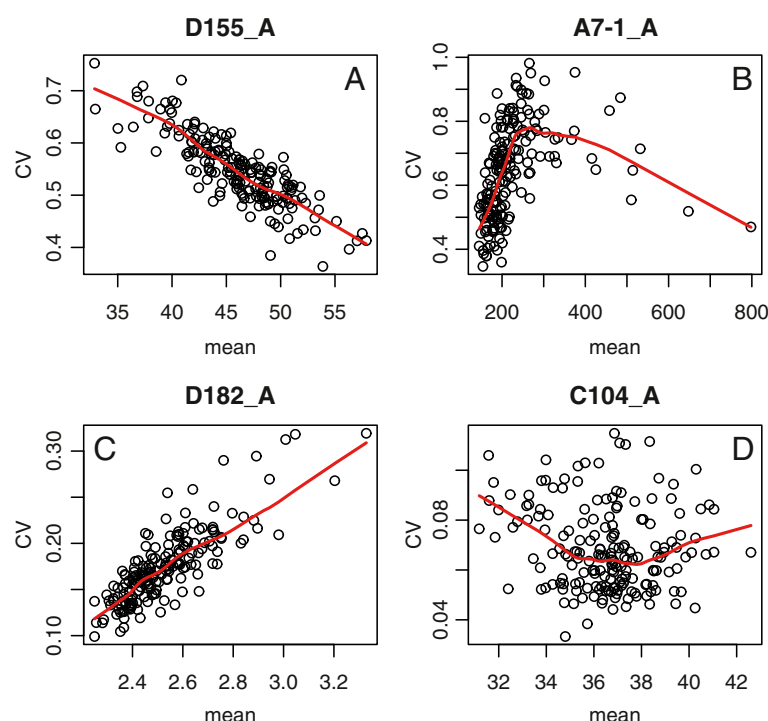 D155_A
A
CV
0.4 0.5 0.6 0.7
35 40 45 50 55
mean
A7-1_A
B
CV
0.4 0.6 0.8 1.0
200 400 600 800
mean
D182_A
C
CV
0.10 0.20 0.30
2.4 2.6 2.8 3.0 3.2
mean
C104_A
D
CV
0.04 0.08
32 34 36 38 40 42
mean